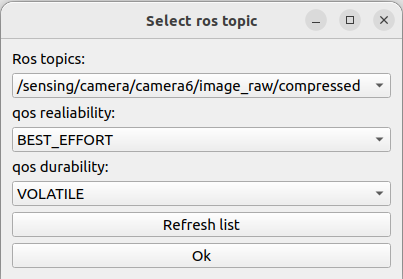 Select ros topic
Ros topics:
/sensing/camera/camera6/image_raw/compressed
qos realiability:
BEST_EFFORT
qos durability:
VOLATILE
Refresh list
Ok